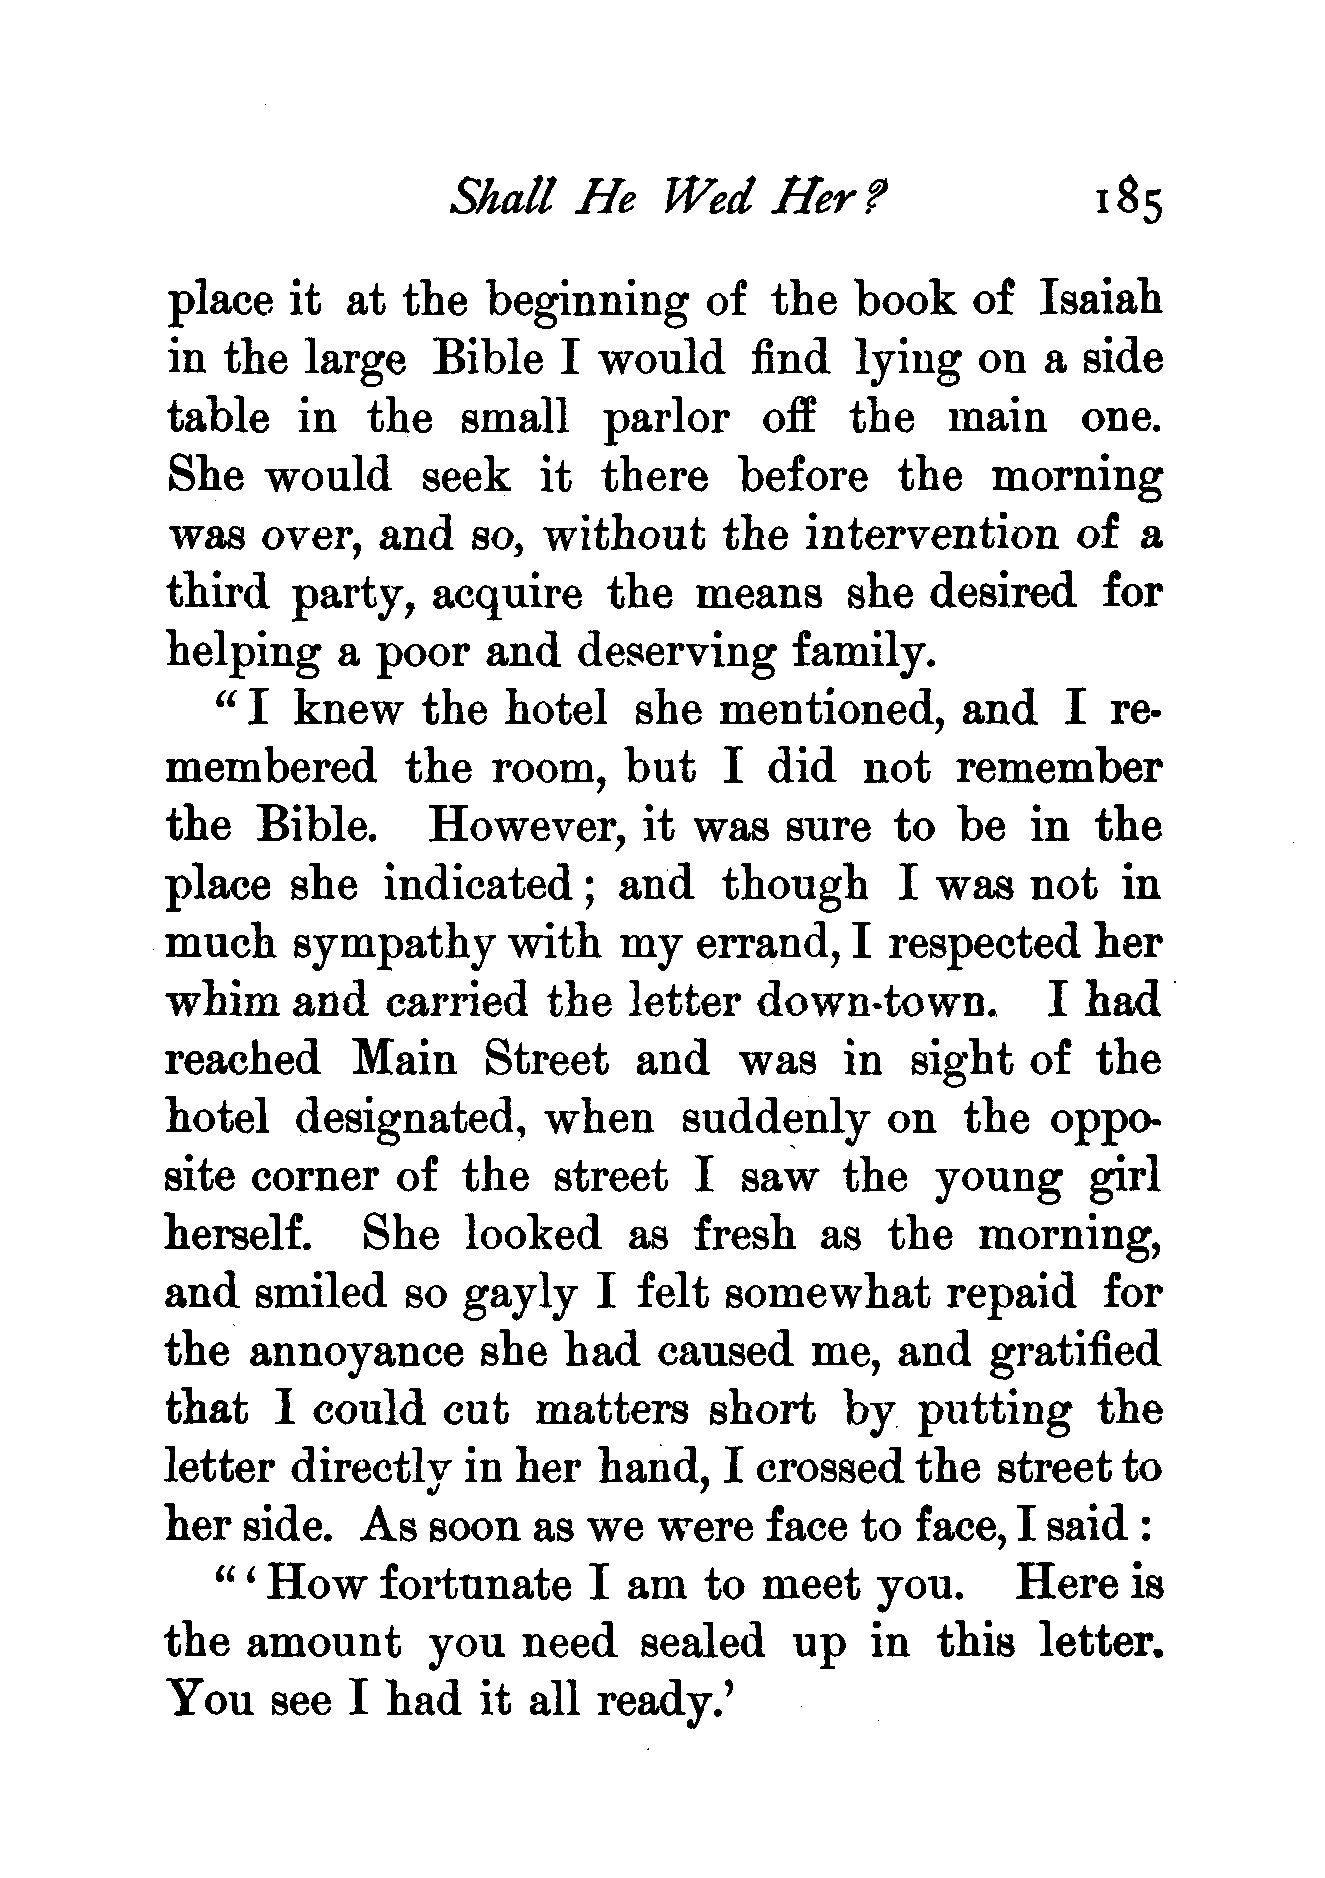 Shall He Wed Her? 185
place it at the beginning of the book of Isaiah
in the large Bible I would find lying on a side
table in the small parlor off the main one.
She would seek it there before the morning
was over, and so, without the intervention of a
third party, acquire the means she desired for
helping a poor and deserving family.
“I knew the hotel she mentioned, and I re-
membered the room, but I did not remember
the Bible. However, it was sure to be in the
place she indicated; and though I was not in
much sympathy with my errand, I respected her
whim and carried the letter down-town. I had
reached Main Street and was in sight of the
hotel designated, when suddenly on the oppo-
site corner of the street I saw the young girl
herself. She looked as fresh as the morning,
and smiled so gayly I felt somewhat repaid for
the annoyance she had caused me, and gratified
that I could cut matters short by putting the
letter directly in her hand, I crossed the street to
her side. As soon as we were face to face, I said:
“‘How fortunate I am to meet you. Here is
the amount you need sealed up in this letter.
You see I had it all ready.’